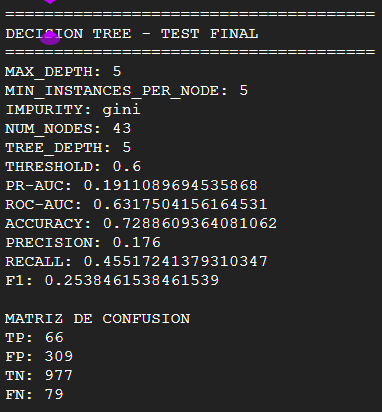 ======================================
DECISION TREE - TEST FINAL
======================================
MAX_DEPTH: 5
MIN_INSTANCES_PER_NODE: 5
IMPURITY: gini
NUM_NODES: 43
TREE_DEPTH: 5
THRESHOLD: 0.6
PR-AUC: 0.1911089694535868
ROC-AUC: 0.6317504156164531
ACCURACY: 0.7288609364081062
PRECISION: 0.176
RECALL: 0.45517241379310347
F1: 0.2538461538461539
MATRIZ DE CONFUSION
TP: 66
FP: 309
TN: 977
FN: 79